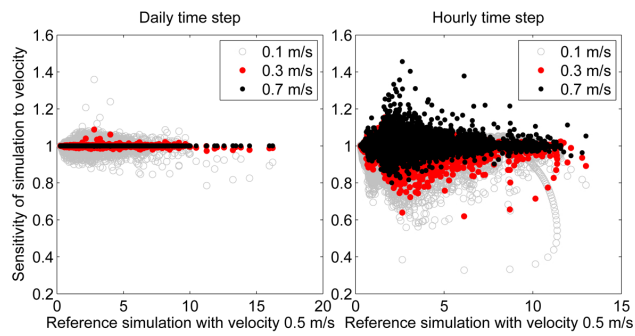 Daily time step
Hourly time step
Sensitivity of simulation to velocity
1.6
1.4
1.2
1
0.8
0.6
0.4
0.2
0.1 m/s
0.3 m/s
0.7 m/s
0 5 10 15 20
Reference simulation with velocity 0.5 m/s
1.6
1.4
1.2
1
0.8
0.6
0.4
0.2
0.1 m/s
0.3 m/s
0.7 m/s
0 5 10 15
Reference simulation with velocity 0.5 m/s